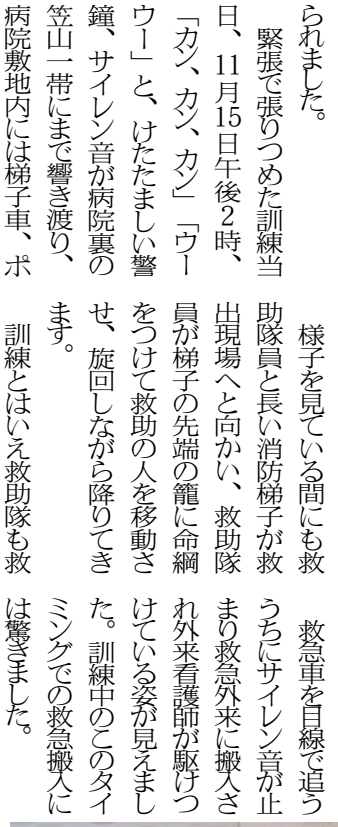 られました。
　緊張で張りつめた訓練当
日、11月15日午後2時、
「カン、カン、カン」「ウー
ウー」と、けたたましい警
鐘、サイレン音が病院裏の
笠山一帯にまで響き渡り、
病院敷地内には梯子車、ポ
　様子を見ている間にも救
助隊員と長い消防梯子が救
出現場へと向かい、救助隊
員が梯子の先端の籠に命綱
をつけて救助の人を移動さ
せ、旋回しながら降りてき
ます。
　訓練とはいえ救助隊も救
　救急車を目線で追う
うちにサイレン音が止
まり救急外来に搬入さ
れ外来看護師が駆けつ
けている姿が見えまし
た。訓練中のこのタイ
ミングでの救急搬入に
は驚きました。